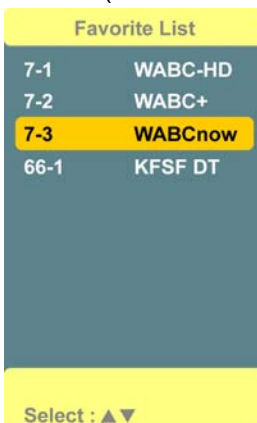 Favorite List
7-1 WABC-HD
7-2 WABC+
7-3 WABCnow
66-1 KFSF DT
Select : ▲▼